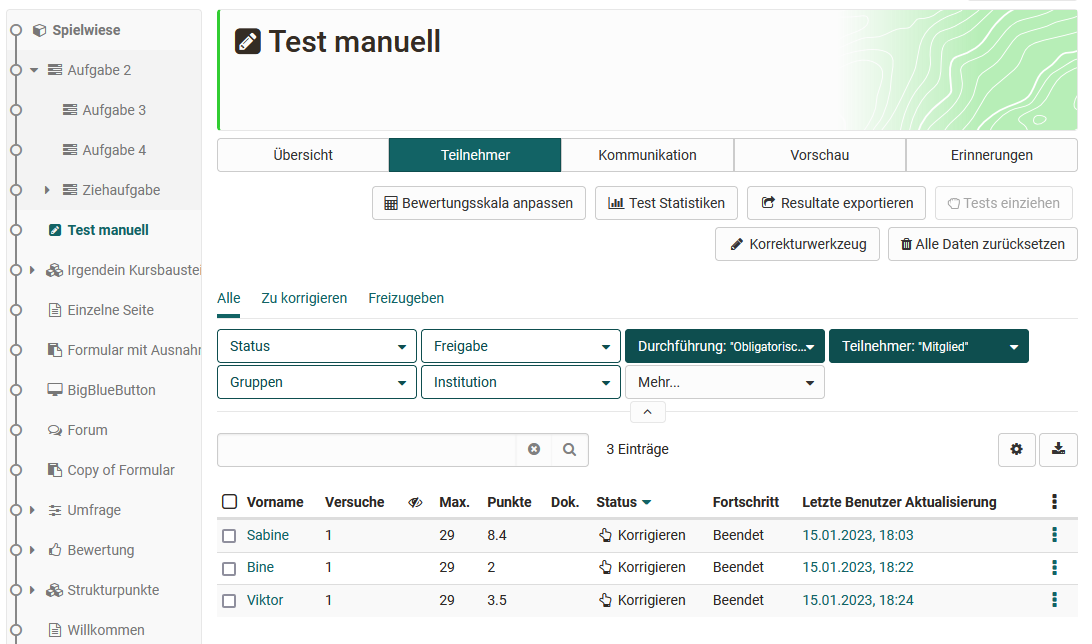 Spielwiese
Aufgabe 2
Aufgabe 3
Aufgabe 4
Ziehaufgabe
Test manuell
Irgendein Kursbaustei
Einzelne Seite
Formular mit Ausnahr
BigBlueButton
Forum
Copy of Formular
Umfrage
Bewertung
Strukturpunkte
Willkommen
Test manuell
Übersicht Teilnehmer Kommunikation Vorschau Erinnerungen
Bewertungsskala anpassen Test Statistiken Resultate exportieren Tests einziehen
Korrekturwerkzeug Alle Daten zurücksetzen
Alle Zu korrigieren Freizugeben
Status Freigabe Durchführung: "Obligatorisc... Teilnehmer: "Mitglied"
Gruppen Institution Mehr...
3 Einträge
Vorname Versuche Max. Punkte Dok. Status Fortschritt Letzte Benutzer Aktualisierung
Sabine 1 29 8.4 Korrigieren Beendet 15.01.2023, 18:03
Bine 1 29 2 Korrigieren Beendet 15.01.2023, 18:22
Viktor 1 29 3.5 Korrigieren Beendet 15.01.2023, 18:24